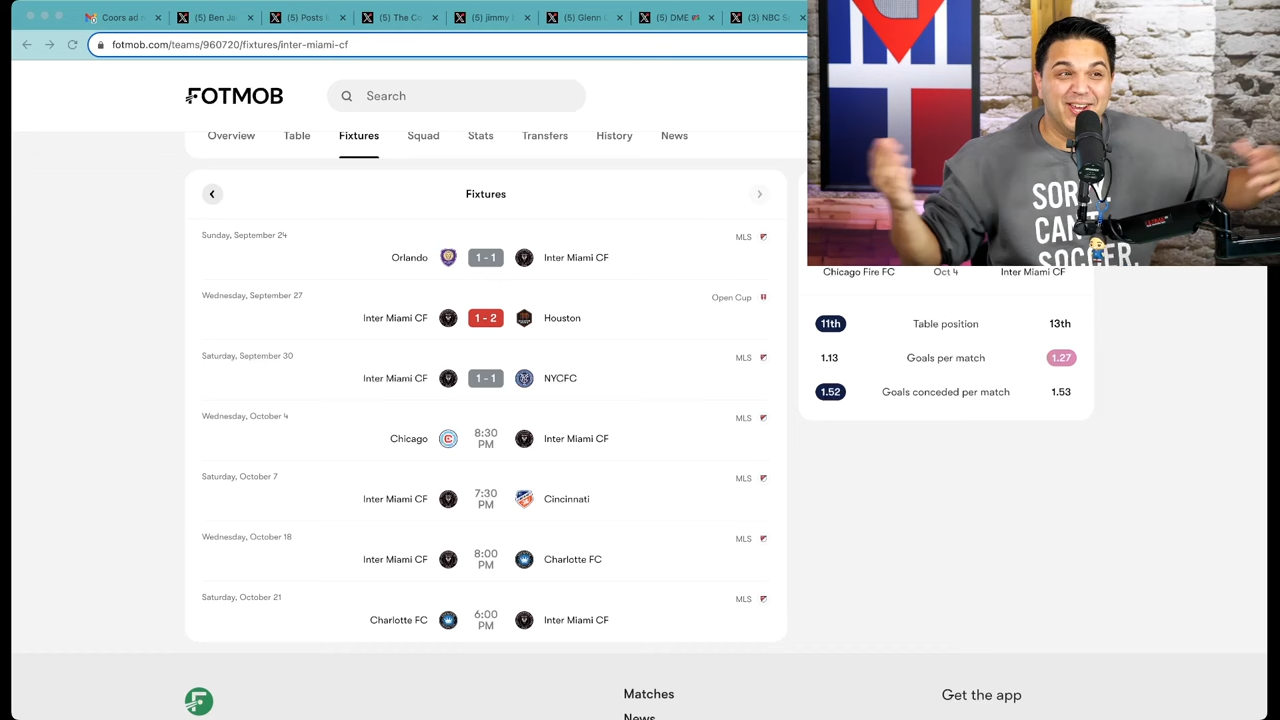 Coors ad r
(5) Ben Ja
(5) Posts f
(5) The Co
(5) jimmy
(5) Glenn
(5) DME
(3) NBC S
fotmob.com/teams/960720/fixtures/inter-miami-cf
FOTMOB
Search
Overview Table Fixtures Squad Stats Transfers History News
Fixtures
Sunday, September 24
MLS
Orlando 1 - 1 Inter Miami CF
Wednesday, September 27
Open Cup
Inter Miami CF 1 - 2 Houston
Saturday, September 30
MLS
Inter Miami CF 1 - 1 NYCFC
Wednesday, October 4
MLS
Chicago 8:30 PM Inter Miami CF
Saturday, October 7
MLS
Inter Miami CF 7:30 PM Cincinnati
Wednesday, October 18
MLS
Inter Miami CF 8:00 PM Charlotte FC
Saturday, October 21
MLS
Charlotte FC 6:00 PM Inter Miami CF
Chicago Fire FC Oct 4 Inter Miami CF
11th Table position 13th
1.13 Goals per match 1.27
1.52 Goals conceded per match 1.53
SORRY.
CAN'T
SOCCER.
Matches
News
Get the app